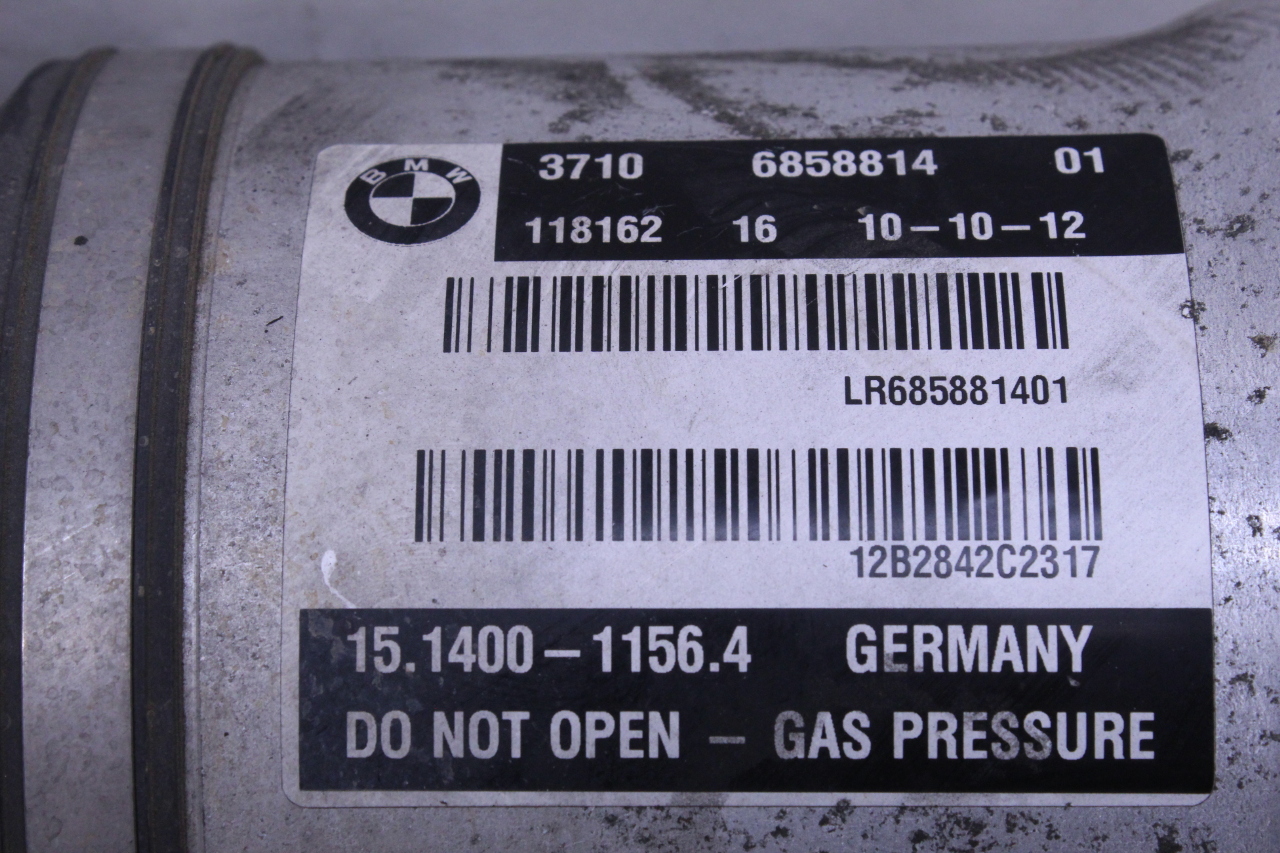 BMW
3710 6858814 01
118162 16 10-10-12
LR685881401
12B2842C2317
15.1400-1156.4 GERMANY
DO NOT OPEN - GAS PRESSURE